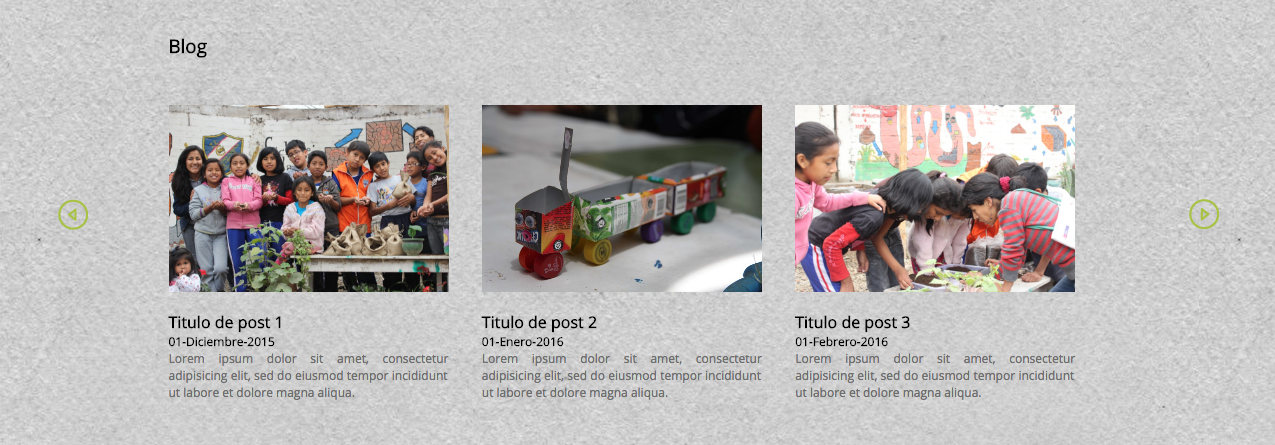 Blog
Titulo de post 1
01-Diciembre-2015
Lorem ipsum dolor sit amet, consectetur
adipisicing elit, sed do eiusmod tempor incididunt
ut labore et dolore magna aliqua.
Titulo de post 2
01-Enero-2016
Lorem ipsum dolor sit amet, consectetur
adipisicing elit, sed do eiusmod tempor incididunt
ut labore et dolore magna aliqua.
Titulo de post 3
01-Febrero-2016
Lorem ipsum dolor sit amet, consectetur
adipisicing elit, sed do eiusmod tempor incididunt
ut labore et dolore magna aliqua.